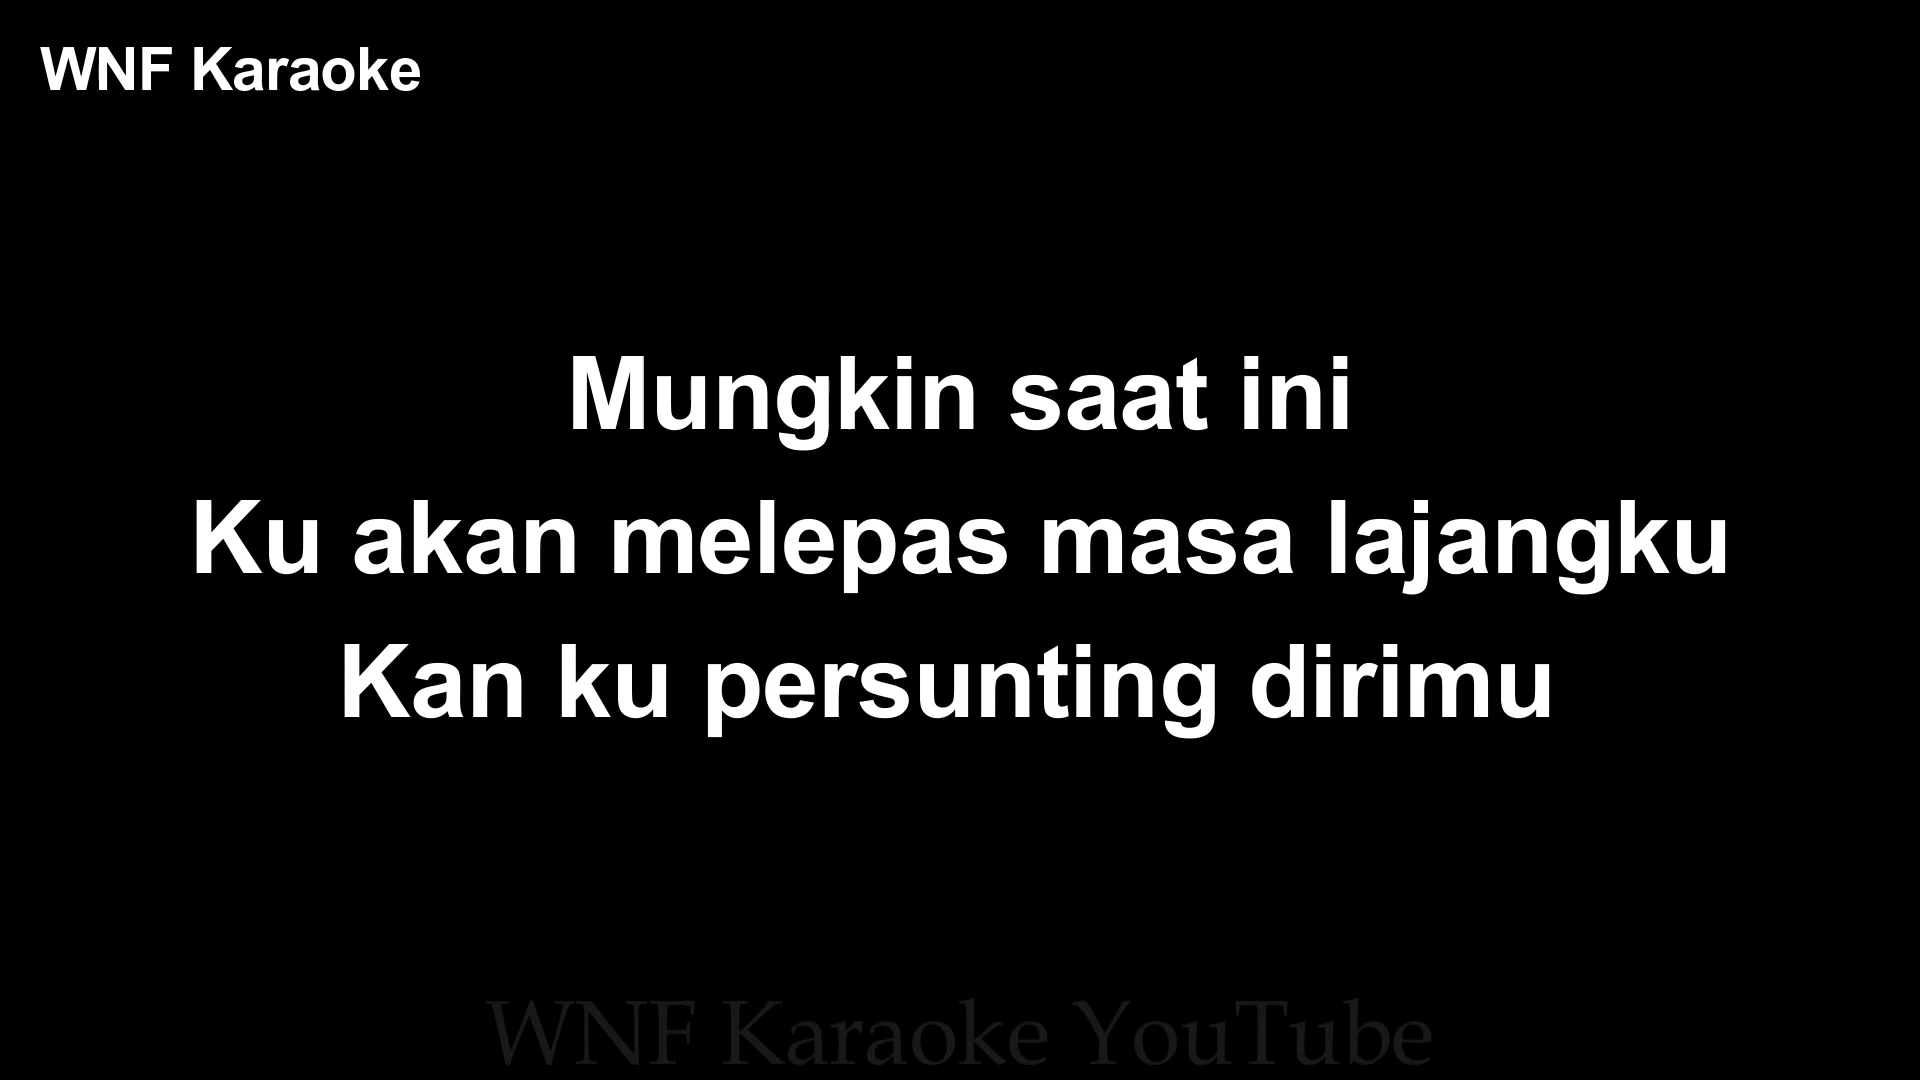 WNF Karaoke
Mungkin saat ini
Ku akan melepas masa lajangku
Kan ku persunting dirimu
WNF Karaoke YouTube